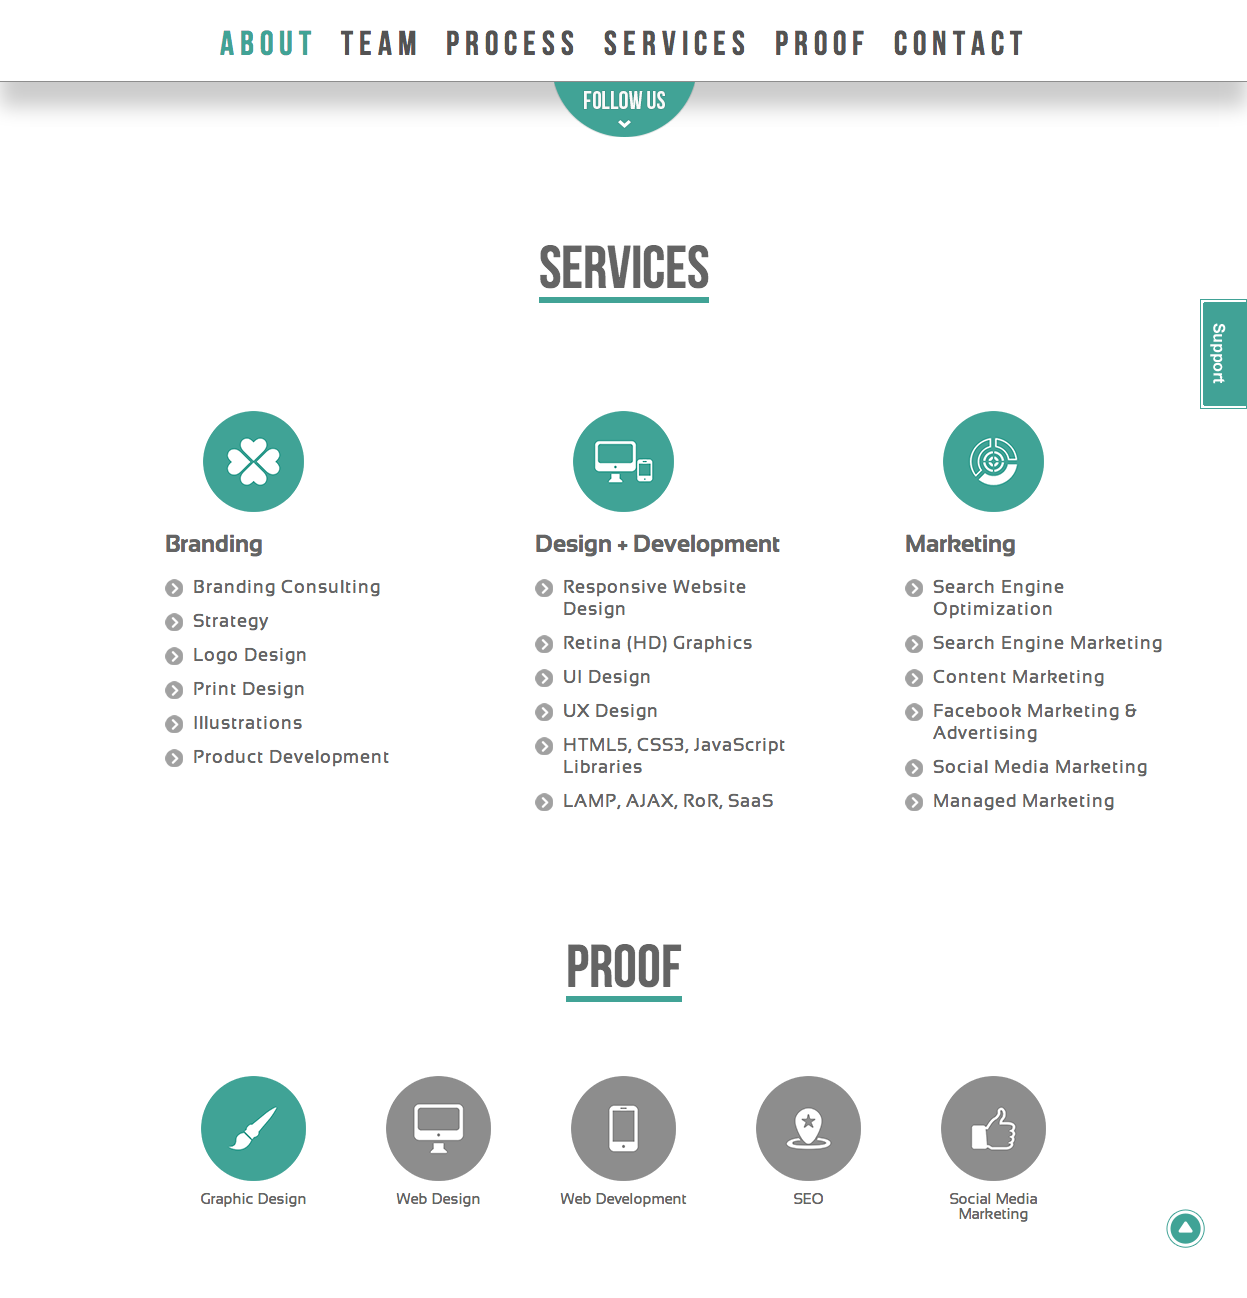 ABOUT TEAM PROCESS SERVICES PROOF CONTACT
FOLLOW US
SERVICES
Support
Branding
Branding Consulting
Strategy
Logo Design
Print Design
Illustrations
Product Development
Design + Development
Responsive Website
Design
Retina (HD) Graphics
UI Design
UX Design
HTML5, CSS3, JavaScript
Libraries
LAMP, AJAX, RoR, SaaS
Marketing
Search Engine
Optimization
Search Engine Marketing
Content Marketing
Facebook Marketing &
Advertising
Social Media Marketing
Managed Marketing
PROOF
Graphic Design
Web Design
Web Development
SEO
Social Media
Marketing